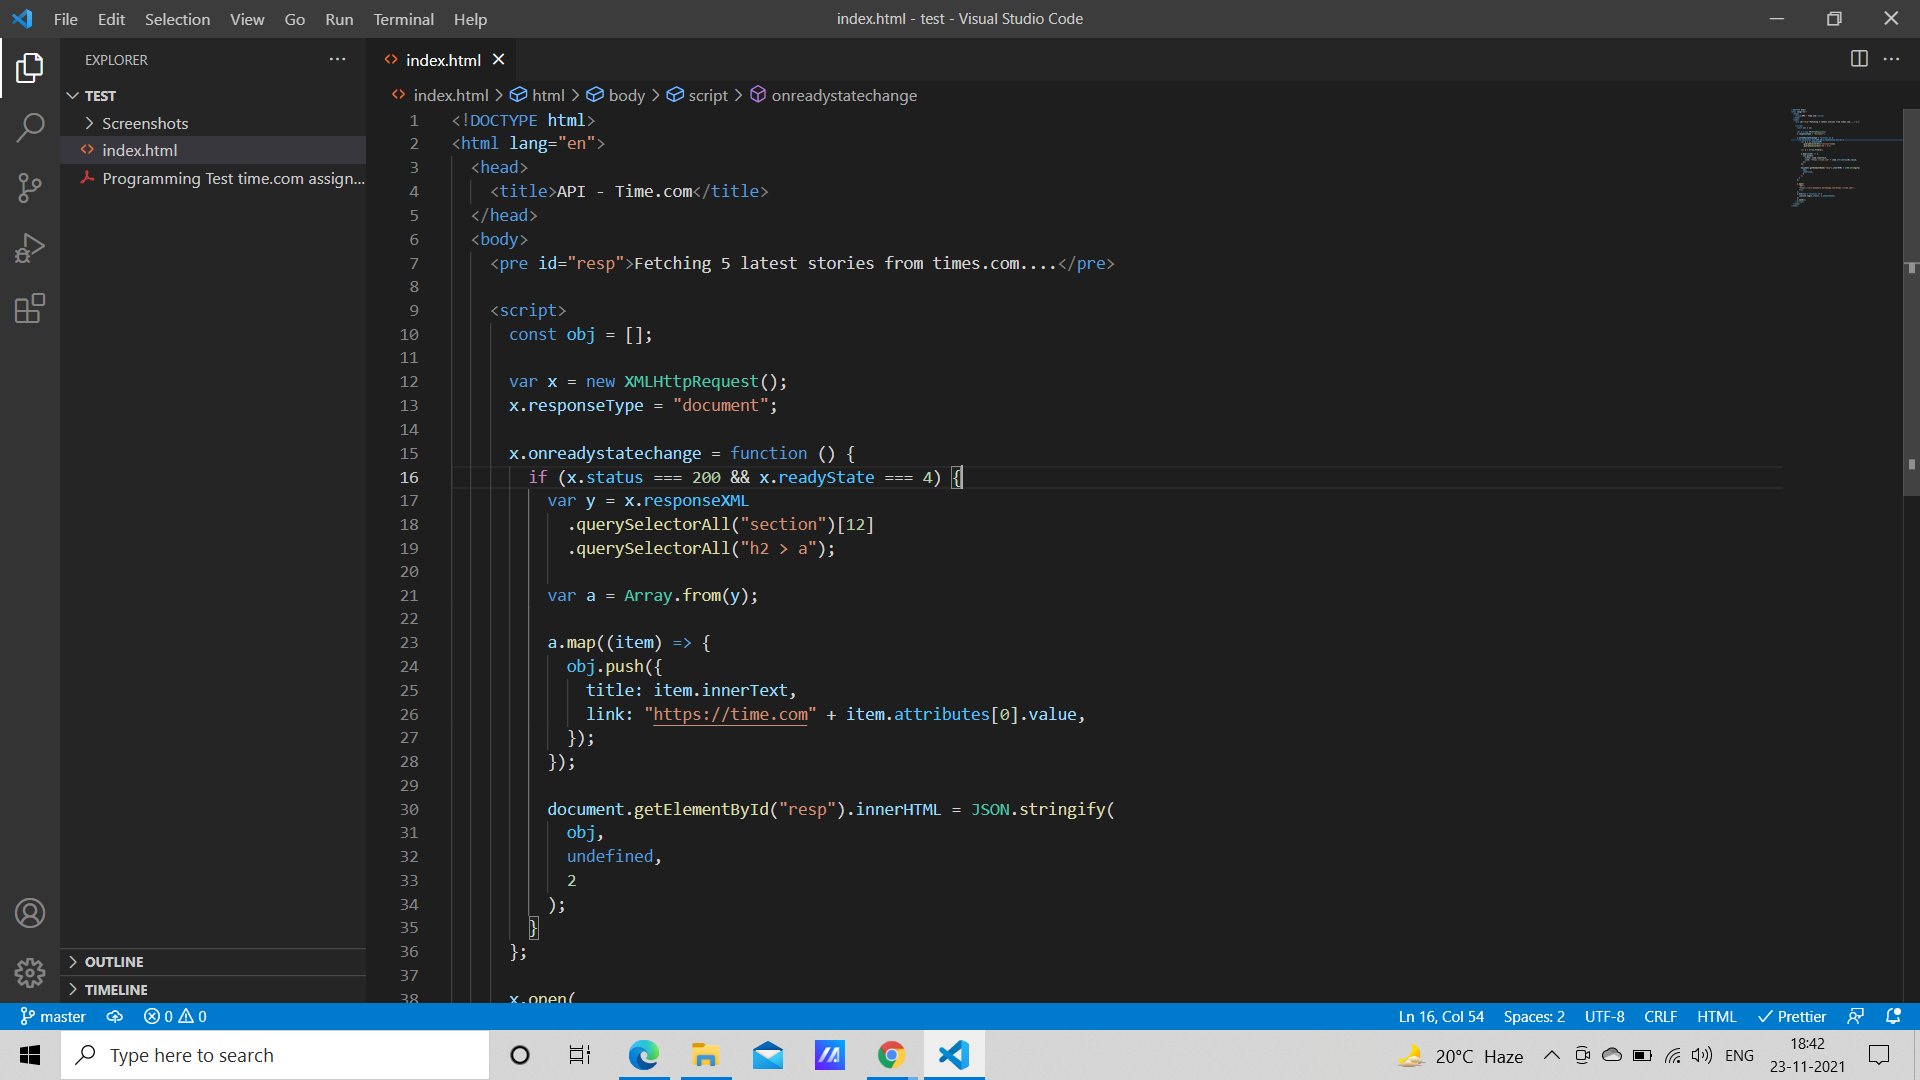 File Edit Selection View Go Run Terminal Help
index.html - test - Visual Studio Code
EXPLORER
TEST
Screenshots
index.html
Programming Test time.com assign...
OUTLINE
TIMELINE
index.html
index.html > html > body > script > onreadystatechange
1 <!DOCTYPE html>
2 <html lang="en">
3 <head>
4 <title>API - Time.com</title>
5 </head>
6 <body>
7 <pre id="resp">Fetching 5 latest stories from times.com....</pre>
8
9 <script>
10 const obj = [];
11
12 var x = new XMLHttpRequest();
13 x.responseType = "document";
14
15 x.onreadystatechange = function () {
16 if (x.status === 200 && x.readyState === 4) {
17 var y = x.responseXML
18 .querySelectorAll("section")[12]
19 .querySelectorAll("h2 > a");
20
21 var a = Array.from(y);
22
23 a.map((item) => {
24 obj.push({
25 title: item.innerText,
26 link: "https://time.com" + item.attributes[0].value,
27 });
28 });
29
30 document.getElementById("resp").innerHTML = JSON.stringify(
31 obj,
32 undefined,
33 2
34 );
35 }
36 };
37
38 x.open(
master 0 0 Ln 16, Col 54 Spaces: 2 UTF-8 CRLF HTML Prettier
Type here to search
20°C Haze
ENG
18:42
23-11-2021